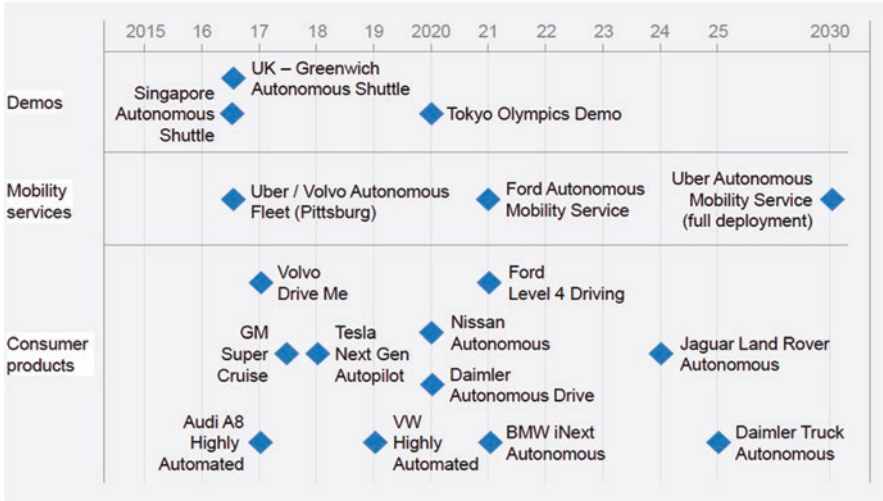 2015 16 17 18 19 2020 21 22 23 24 25 2030
Demos
UK – Greenwich
Autonomous Shuttle
Singapore
Autonomous
Shuttle
Tokyo Olympics Demo
Mobility
services
Uber / Volvo Autonomous
Fleet (Pittsburg)
Ford Autonomous
Mobility Service
Uber Autonomous
Mobility Service
(full deployment)
Consumer
products
Volvo
Drive Me
Ford
Level 4 Driving
GM
Super
Cruise
Tesla
Next Gen
Autopilot
Nissan
Autonomous
Daimler
Autonomous Drive
Jaguar Land Rover
Autonomous
Audi A8
Highly
Automated
VW
Highly
Automated
BMW iNext
Autonomous
Daimler Truck
Autonomous